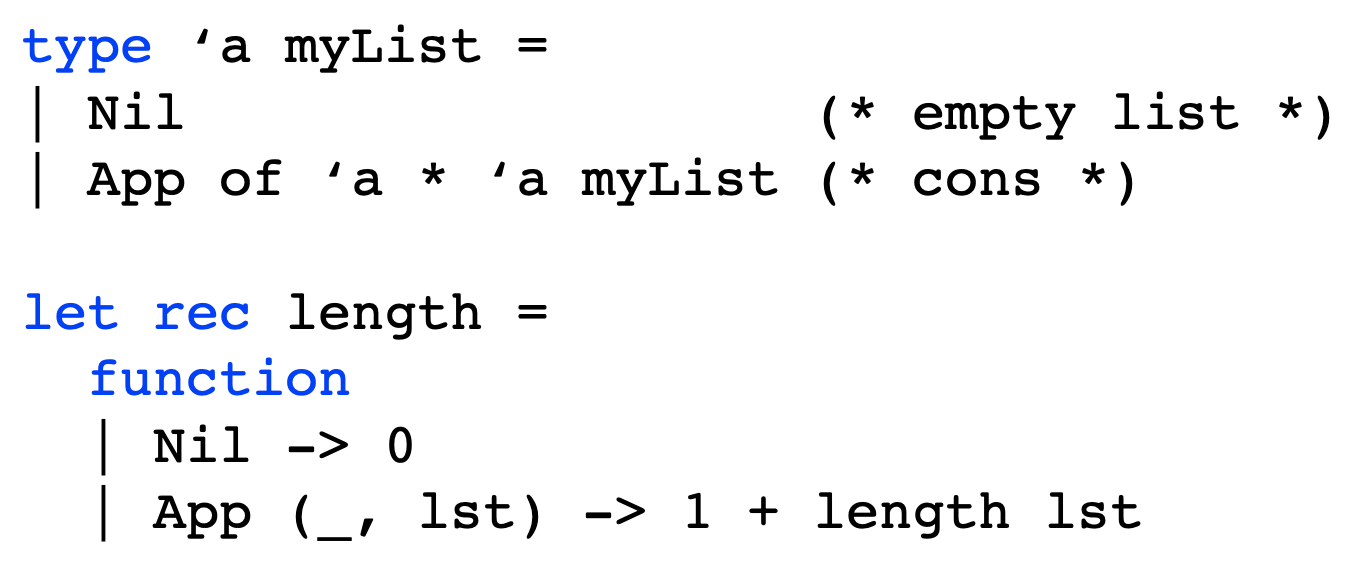 type ‘a myList =
| Nil (* empty list *)
| App of ‘a * ‘a myList (* cons *)
let rec length =
function
| Nil -> 0
| App (_, lst) -> 1 + length lst